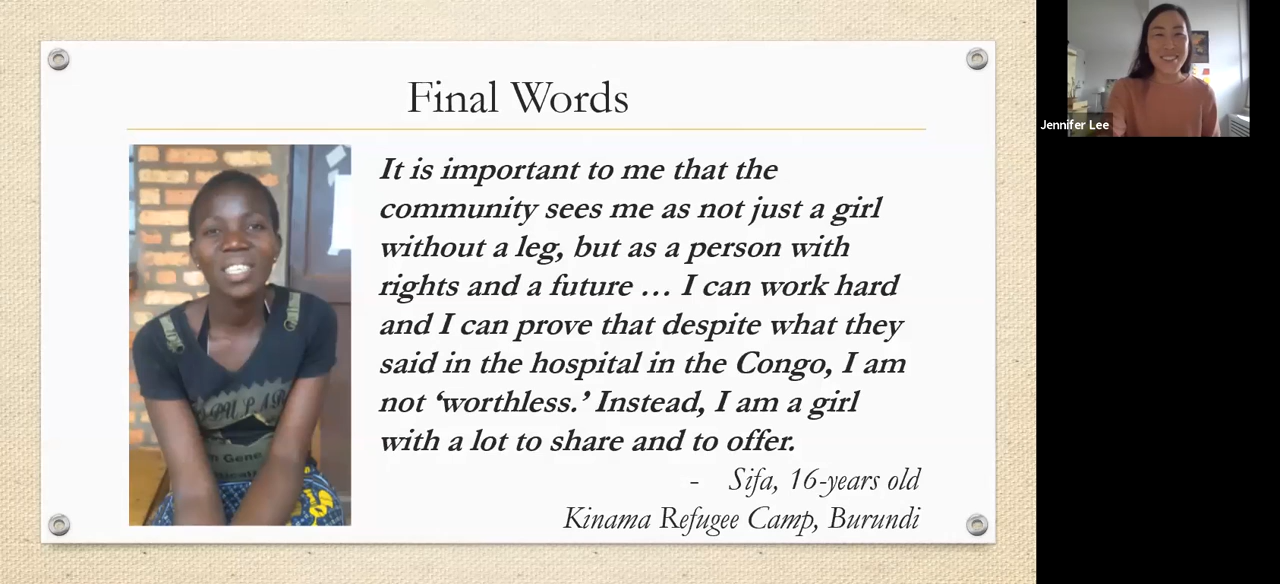 Final Words
It is important to me that the
community sees me as not just a girl
without a leg, but as a person with
rights and a future … I can work hard
and I can prove that despite what they
said in the hospital in the Congo, I am
not ‘worthless.’ Instead, I am a girl
with a lot to share and to offer.
- Sifa, 16-years old
Kinama Refugee Camp, Burundi
Jennifer Lee